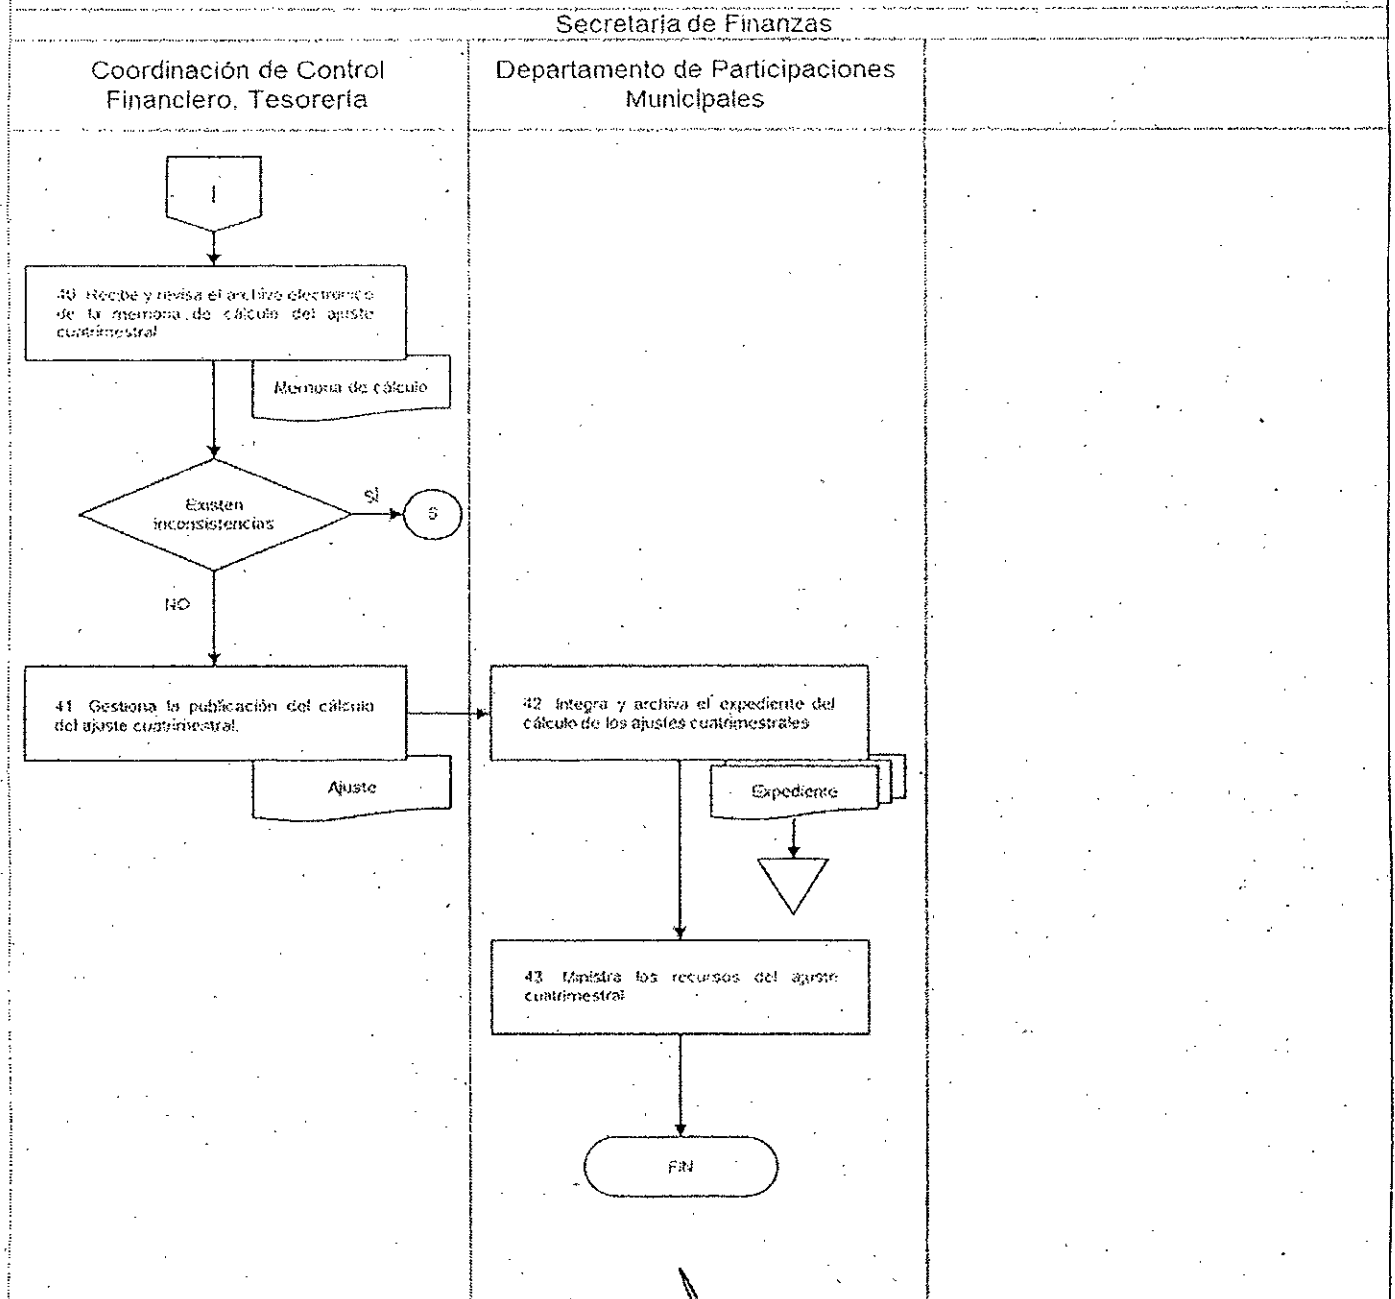 Secretaría de Finanzas
Coordinación de Control
Financiero, Tesorería
Departamento de Participaciones
Municipales
I
40 Recibe y revisa el archivo electrónico
de la memoria de cálculo del ajuste
cuatrimestral
Memoria de cálculo
Existen
inconsistencias
SÍ
NO
41 Gestiona la publicación del cálculo
del ajuste cuatrimestral.
Ajuste
42 Integra y archiva el expediente del
cálculo de los ajustes cuatrimestrales
Expediente
43 Ministra los recursos del ajuste
cuatrimestral
FIN